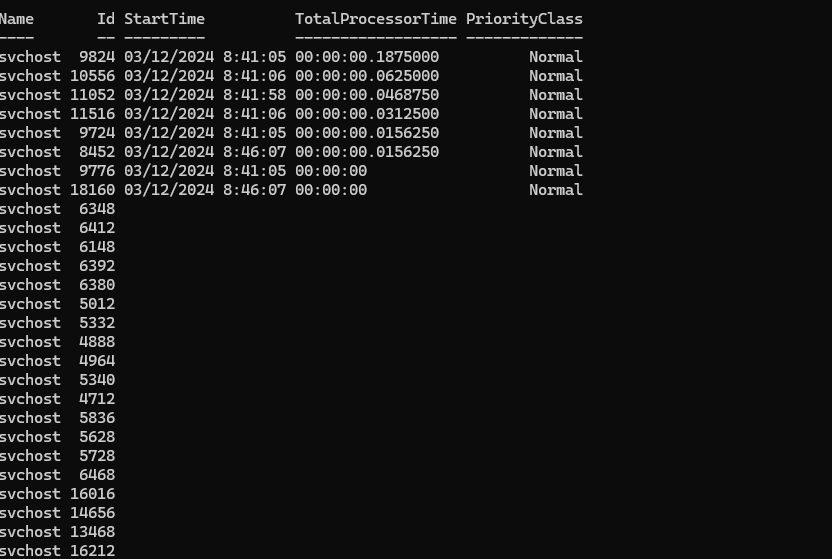 Name       Id StartTime          TotalProcessorTime PriorityClass
----       -- ---------          ------------------ -------------
svchost  9824 03/12/2024 8:41:05 00:00:00.1875000          Normal
svchost 10556 03/12/2024 8:41:06 00:00:00.0625000          Normal
svchost 11052 03/12/2024 8:41:58 00:00:00.0468750          Normal
svchost 11516 03/12/2024 8:41:06 00:00:00.0312500          Normal
svchost  9724 03/12/2024 8:41:05 00:00:00.0156250          Normal
svchost  8452 03/12/2024 8:46:07 00:00:00.0156250          Normal
svchost  9776 03/12/2024 8:41:05 00:00:00                  Normal
svchost 18160 03/12/2024 8:46:07 00:00:00                  Normal
svchost  6348
svchost  6412
svchost  6148
svchost  6392
svchost  6380
svchost  5012
svchost  5332
svchost  4888
svchost  4964
svchost  5340
svchost  4712
svchost  5836
svchost  5628
svchost  5728
svchost  6468
svchost 16016
svchost 14656
svchost 13468
svchost 16212